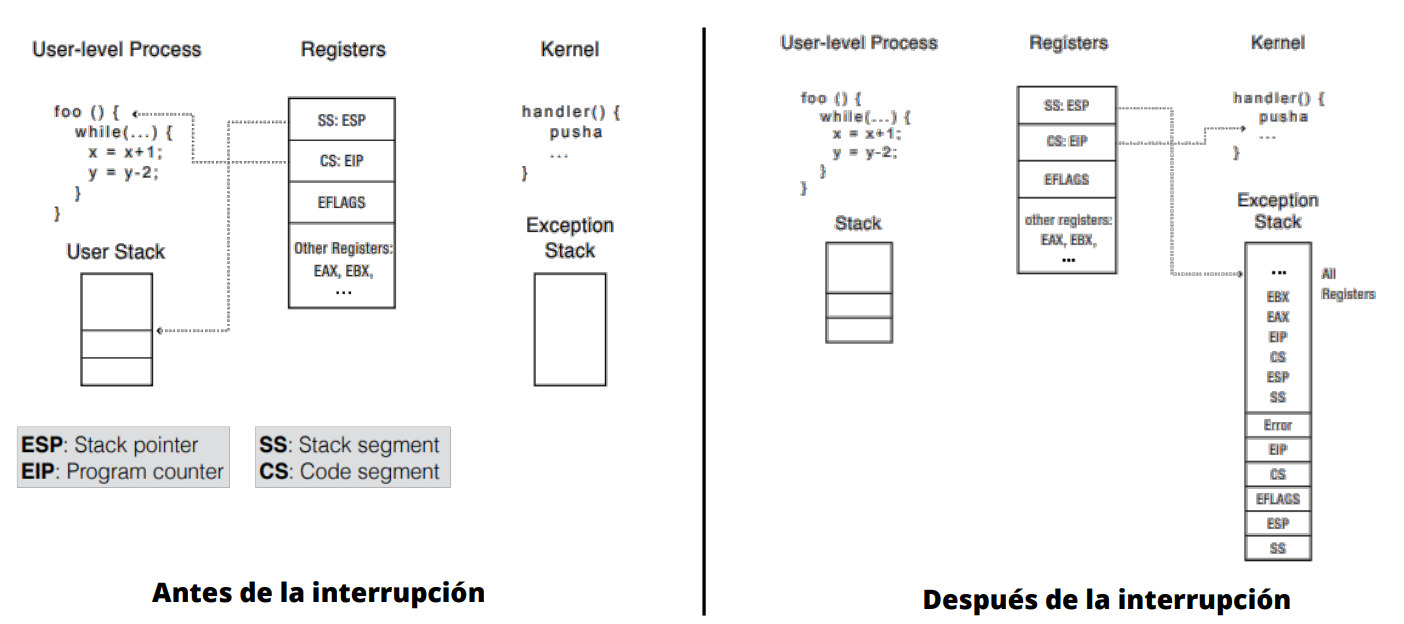 User-level Process
Registers
Kernel
foo () {
while(...) {
x = x+1;
y = y-2;
}
}
User Stack
SS: ESP
CS: EIP
EFLAGS
Other Registers:
EAX, EBX,
...
handler() {
pusha
...
}
Exception
Stack
ESP: Stack pointer
EIP: Program counter
SS: Stack segment
CS: Code segment
Antes de la interrupción
User-level Process
Registers
Kernel
foo () {
while(...) {
x = x+1;
y = y-2;
}
}
Stack
SS: ESP
CS: EIP
EFLAGS
other registers:
EAX, EBX,
...
handler() {
pusha
...
}
Exception
Stack
...
EBX
EAX
EIP
CS
ESP
SS
Error
EIP
CS
EFLAGS
ESP
SS
All
Registers
Después de la interrupción